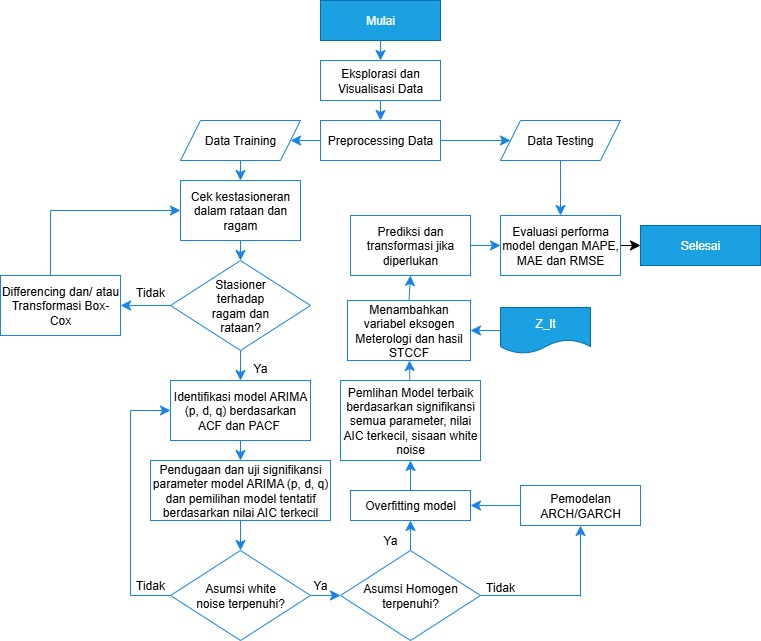 Mulai
Eksplorasi dan
Visualisasi Data
Data Training
Preprocessing Data
Data Testing
Cek kestasioneran
dalam rataan dan
ragam
Prediksi dan
transformasi jika
diperlukan
Evaluasi performa
model dengan MAPE,
MAE dan RMSE
Selesai
Differencing dan/ atau
Transformasi Box-
Cox
Tidak
Stasioner
terhadap
ragam dan
rataan?
Menambahkan
variabel eksogen
Meterologi dan hasil
STCCF
Z_It
Ya
Identifikasi model ARIMA
(p, d, q) berdasarkan
ACF dan PACF
Pemlihan Model terbaik
berdasarkan signifikansi
semua parameter, nilai
AIC terkecil, sisaan white
noise
Pendugaan dan uji signifikansi
parameter model ARIMA (p, d, q)
dan pemilihan model tentatif
berdasarkan nilai AIC terkecil
Overfitting model
Pemodelan
ARCH/GARCH
Ya
Tidak
Asumsi white
noise terpenuhi?
Ya
Asumsi Homogen
terpenuhi?
Tidak